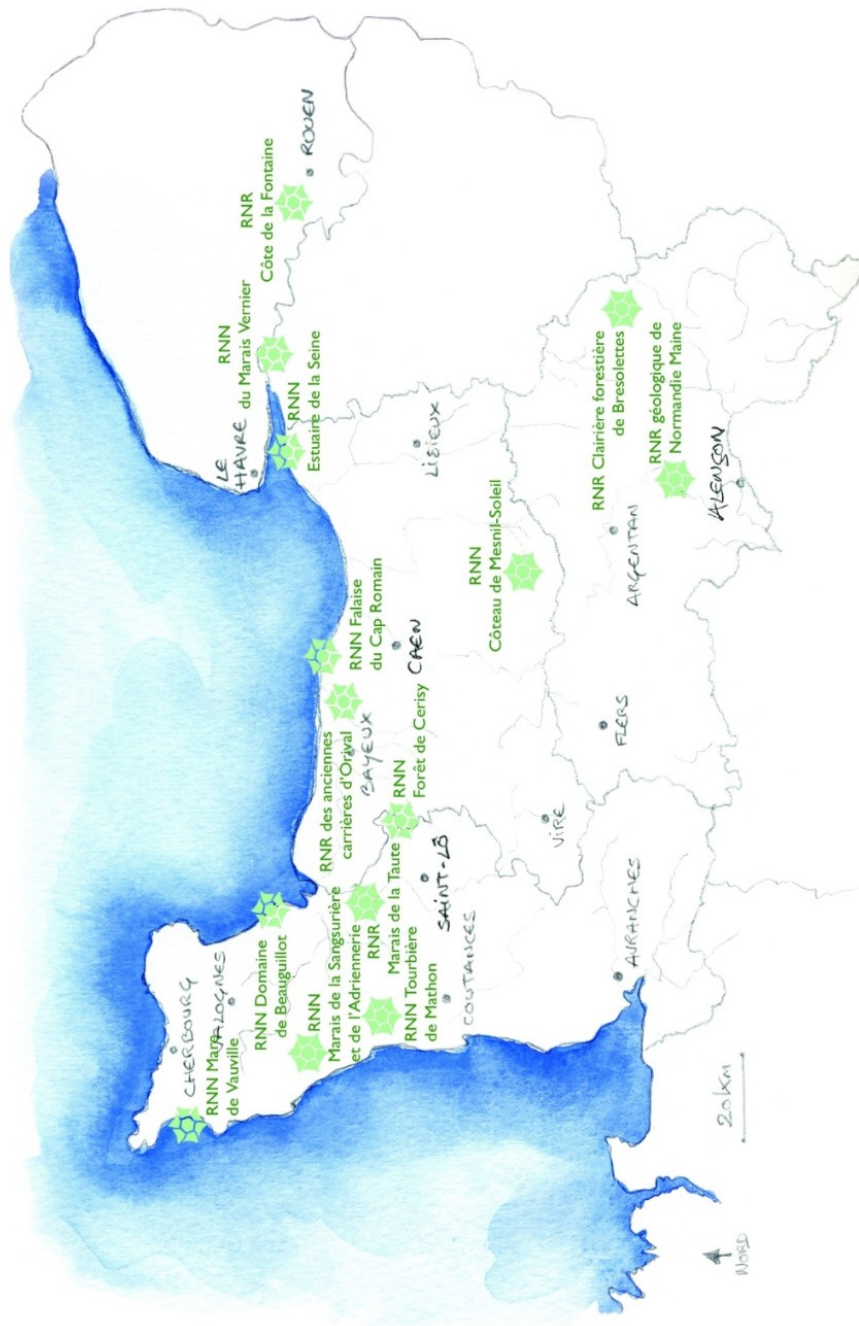 CHERBOURG
RNN Mare
de Vauville
VALOGNES
RNN Domaine
de Beauguillot
RNN
Marais de la Sangsurière
et de l'Adriennerie
RNR
Marais de la Taute
RNN Tourbière
de Mathon
COUTANCES
SAINT-LÔ
RNN
Forêt de Cerisy
RNR des anciennes
carrières d'Orival
BAYEUX
RNN Falaise
du Cap Romain
CAEN
LE
HAVRE
RNN
Estuaire de la Seine
RNN
du Marais Vernier
RNR
Côte de la Fontaine
ROUEN
LISIEUX
RNN
Côteau de Mesnil-Soleil
VIRE
FLERS
ARGENTAN
RNR Clairière forestière
de Bresolettes
RNR géologique de
Normandie Maine
ALENÇON
AVRANCHES
20Km
NORD